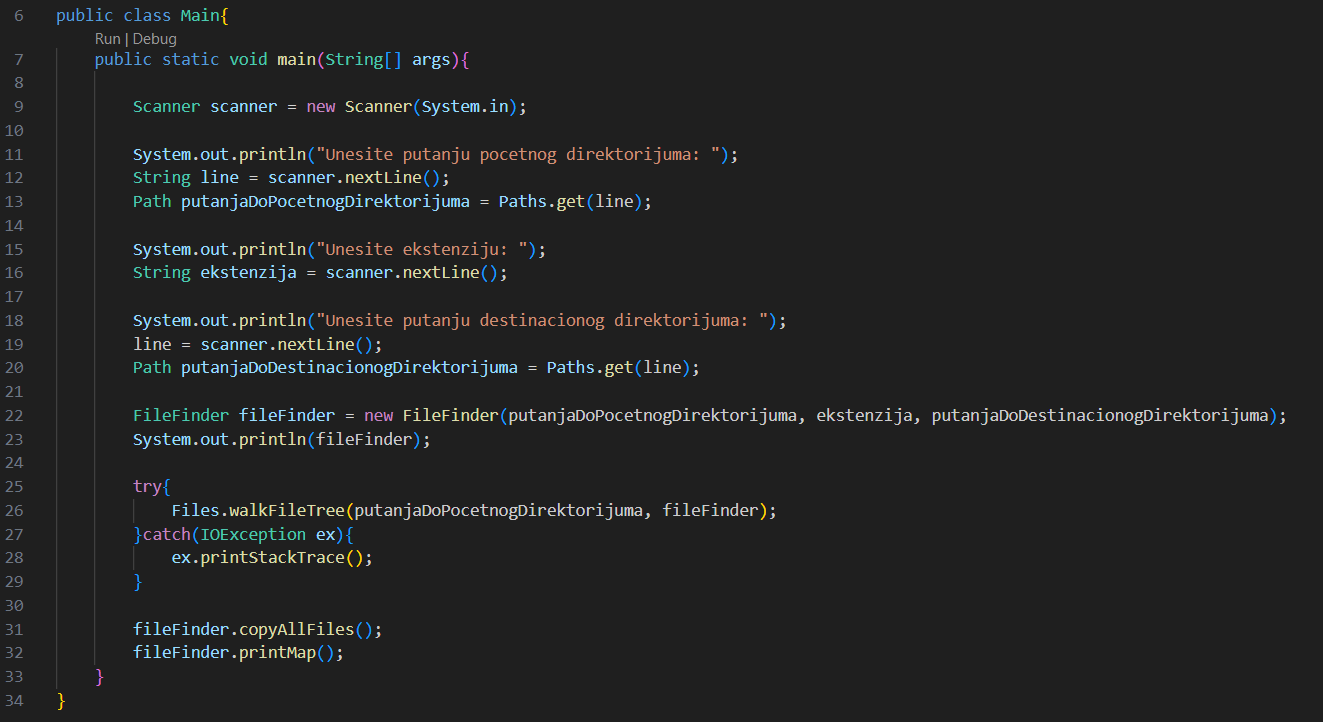 6 public class Main{
Run | Debug
7 public static void main(String[] args){
8
9 Scanner scanner = new Scanner(System.in);
10
11 System.out.println("Unesite putanju pocetnog direktorijuma: ");
12 String line = scanner.nextLine();
13 Path putanjaDoPocetnogDirektorijuma = Paths.get(line);
14
15 System.out.println("Unesite ekstenziju: ");
16 String ekstenzija = scanner.nextLine();
17
18 System.out.println("Unesite putanju destinacionog direktorijuma: ");
19 line = scanner.nextLine();
20 Path putanjaDoDestinacionogDirektorijuma = Paths.get(line);
21
22 FileFinder fileFinder = new FileFinder(putanjaDoPocetnogDirektorijuma, ekstenzija, putanjaDoDestinacionogDirektorijuma);
23 System.out.println(fileFinder);
24
25 try{
26 Files.walkFileTree(putanjaDoPocetnogDirektorijuma, fileFinder);
27 }catch(IOException ex){
28 ex.printStackTrace();
29 }
30
31 fileFinder.copyAllFiles();
32 fileFinder.printMap();
33 }
34 }